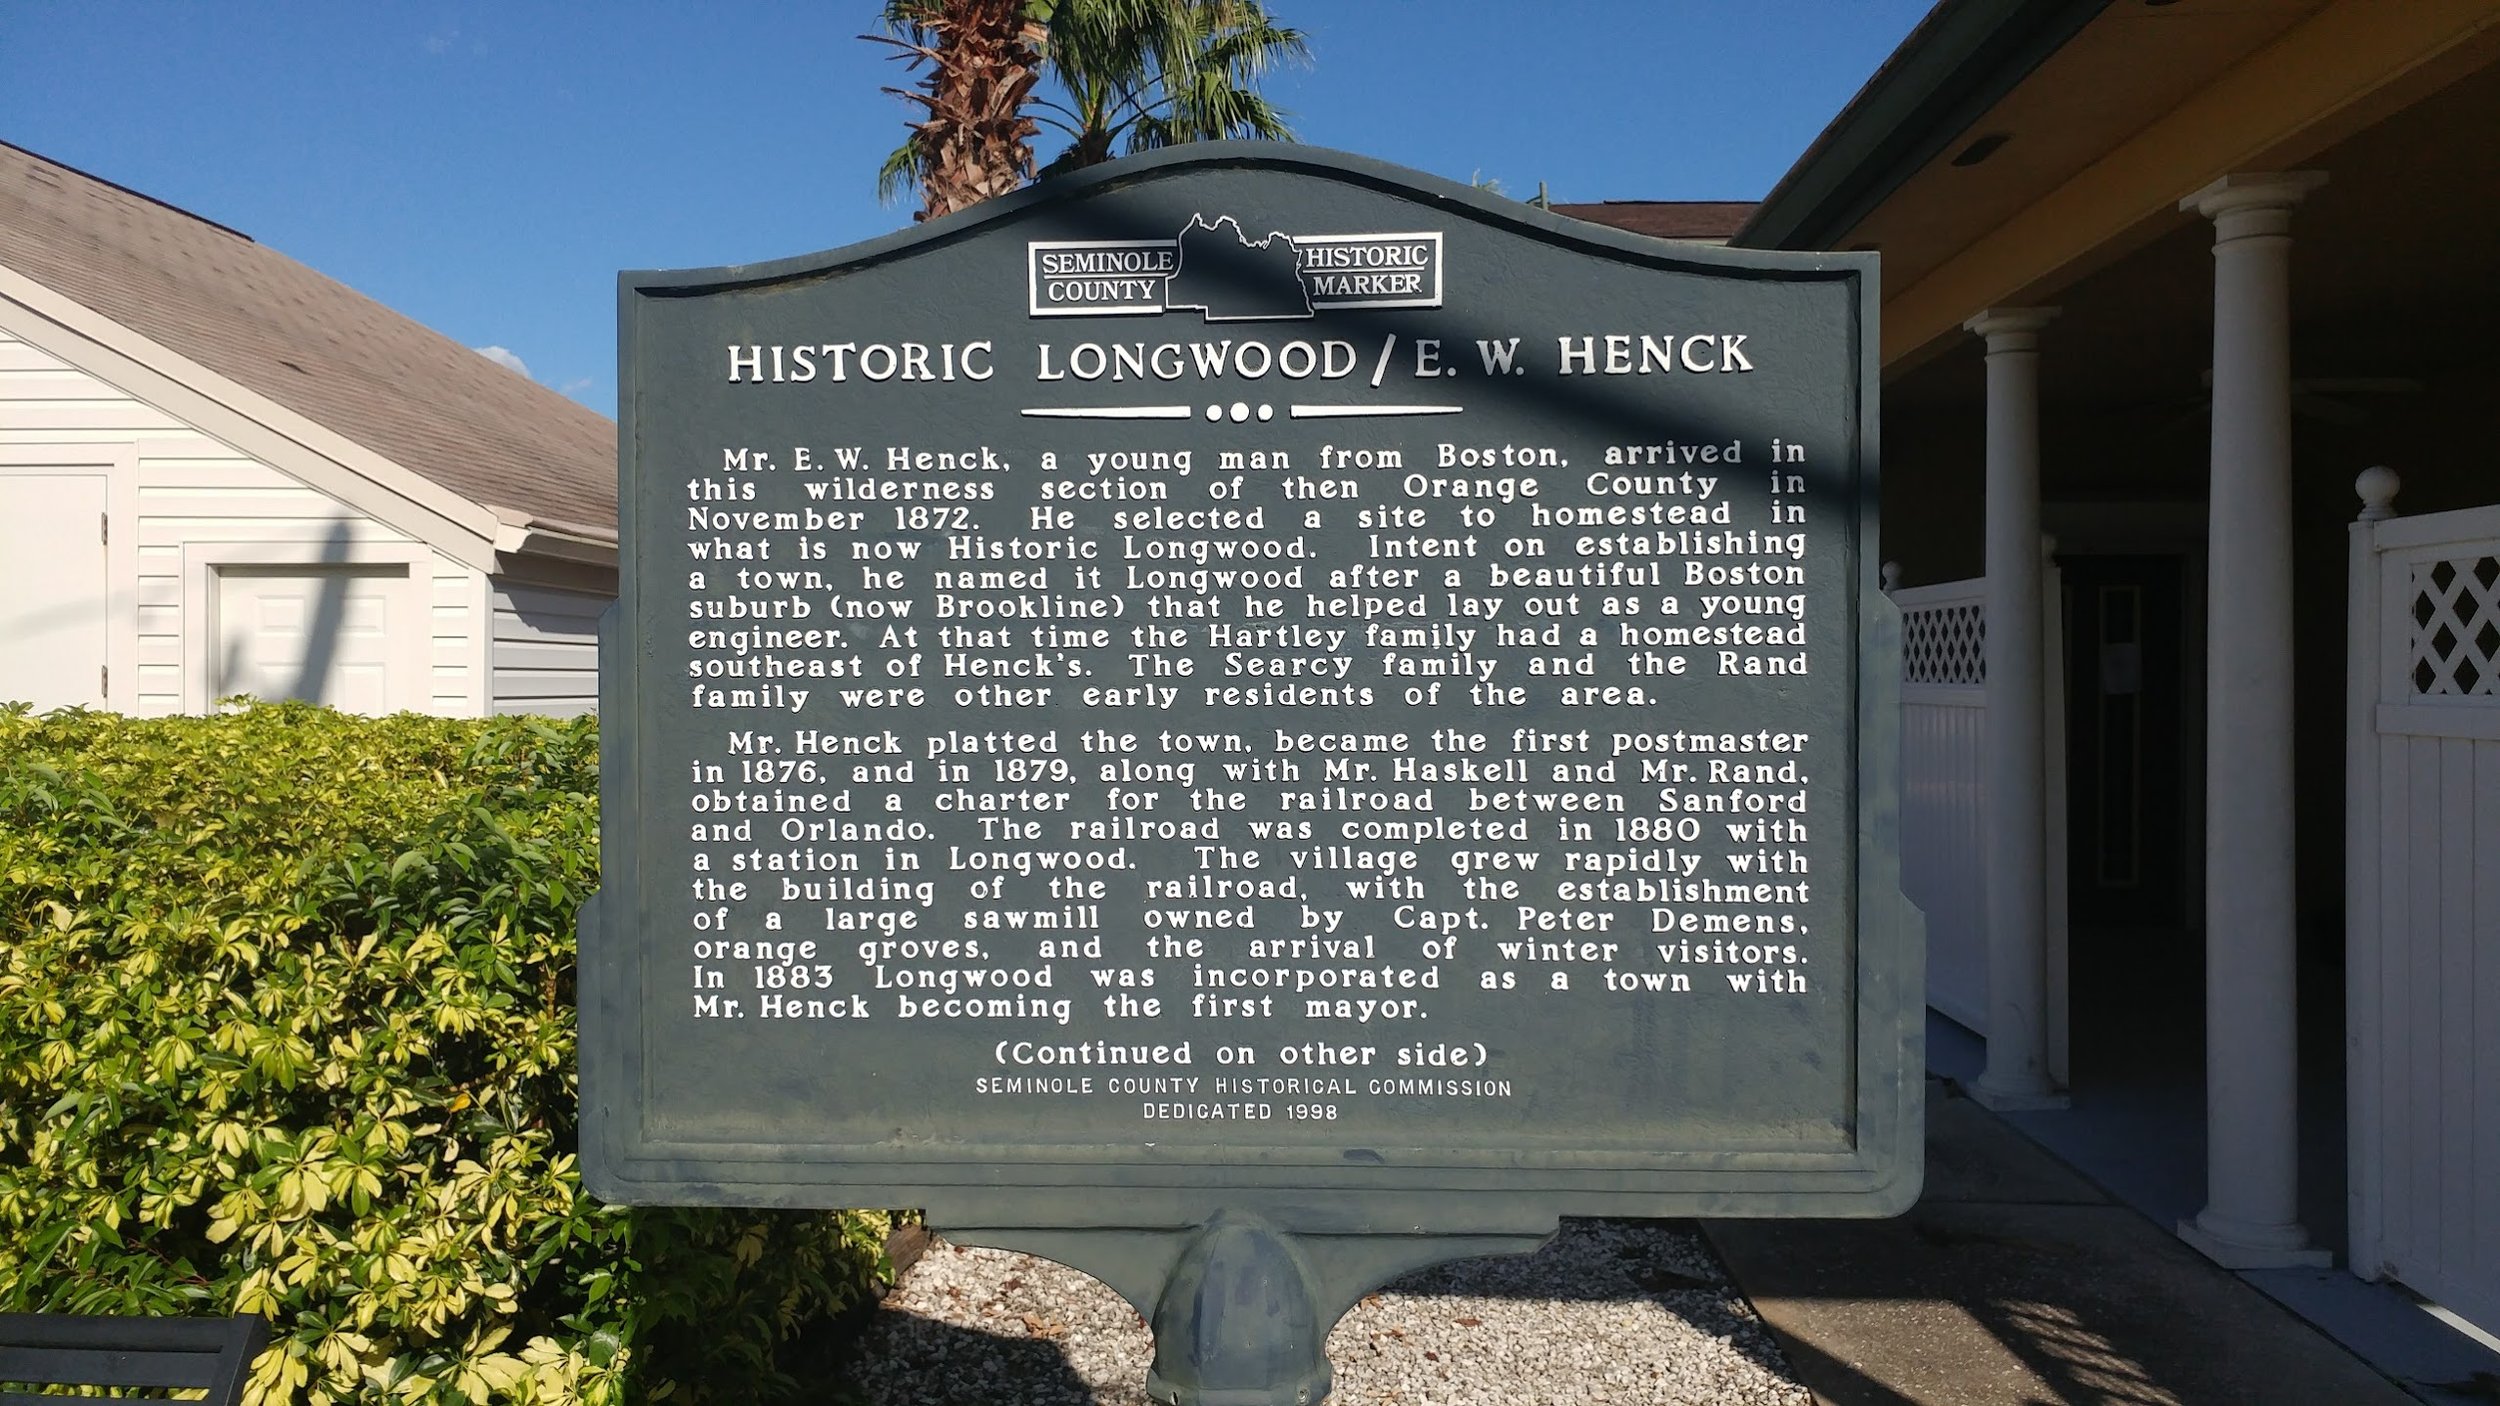 SEMINOLE COUNTY
HISTORIC MARKER
HISTORIC LONGWOOD / E. W. HENCK
Mr. E. W. Henck, a young man from Boston, arrived in
this wilderness section of then Orange County in
November 1872. He selected a site to homestead in
what is now Historic Longwood. Intent on establishing
a town, he named it Longwood after a beautiful Boston
suburb (now Brookline) that he helped lay out as a young
engineer. At that time the Hartley family had a homestead
southeast of Henck's. The Searcy family and the Rand
family were other early residents of the area.
Mr. Henck platted the town, became the first postmaster
in 1876, and in 1879, along with Mr. Haskell and Mr. Rand,
obtained a charter for the railroad between Sanford
and Orlando. The railroad was completed in 1880 with
a station in Longwood. The village grew rapidly with
the building of the railroad, with the establishment
of a large sawmill owned by Capt. Peter Demens,
orange groves, and the arrival of winter visitors.
In 1883 Longwood was incorporated as a town with
Mr. Henck becoming the first mayor.
(Continued on other side)
SEMINOLE COUNTY HISTORICAL COMMISSION
DEDICATED 1998